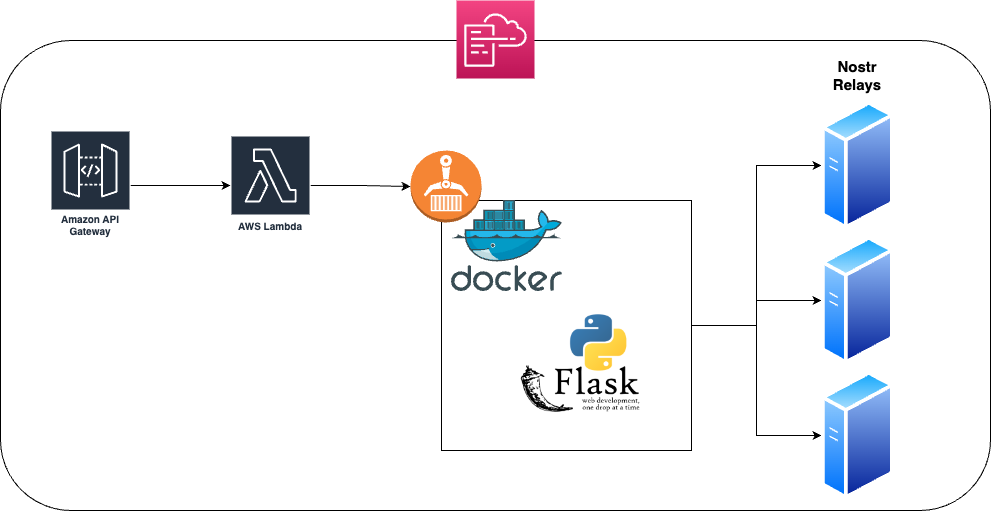 Nostr
Relays
</>
Amazon API
Gateway
AWS Lambda
docker
Flask
web development,
one drop at a time